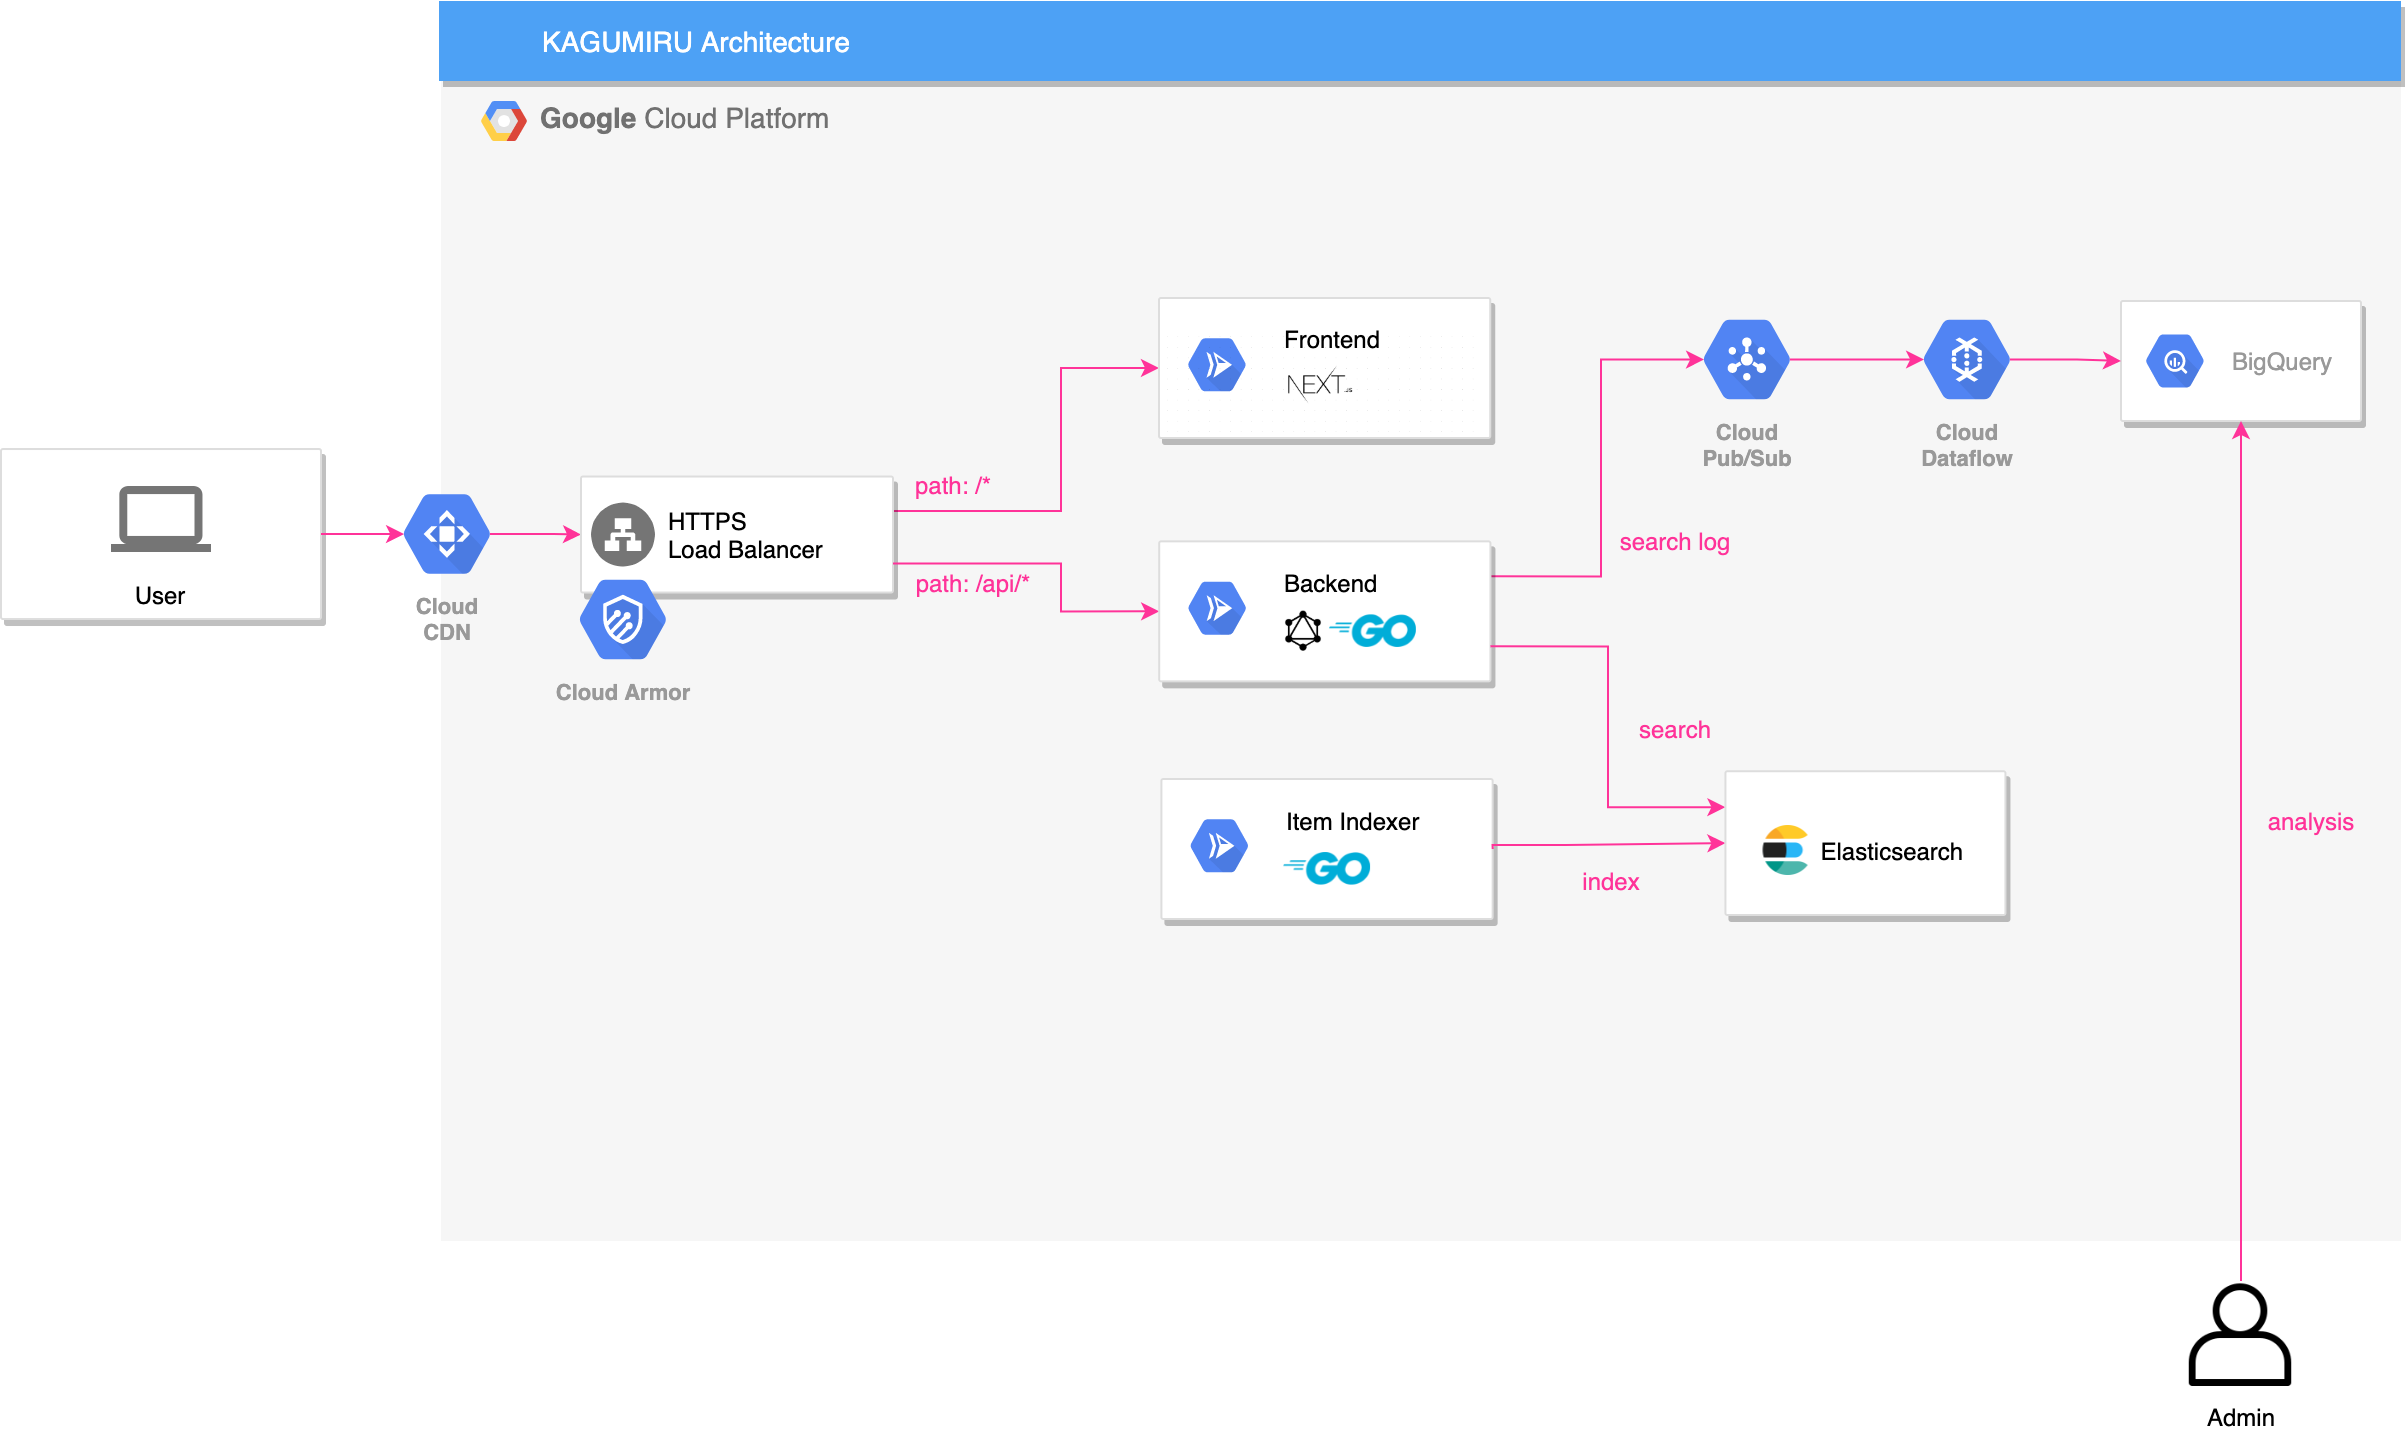 KAGUMIRU Architecture
Google Cloud Platform
Frontend
NEXT.JS
BigQuery
Cloud
Pub/Sub
Cloud
Dataflow
path: /*
HTTPS
Load Balancer
User
Cloud
CDN
path: /api/*
search log
Backend
GO
Cloud Armor
search
Item Indexer
GO
Elasticsearch
index
analysis
Admin